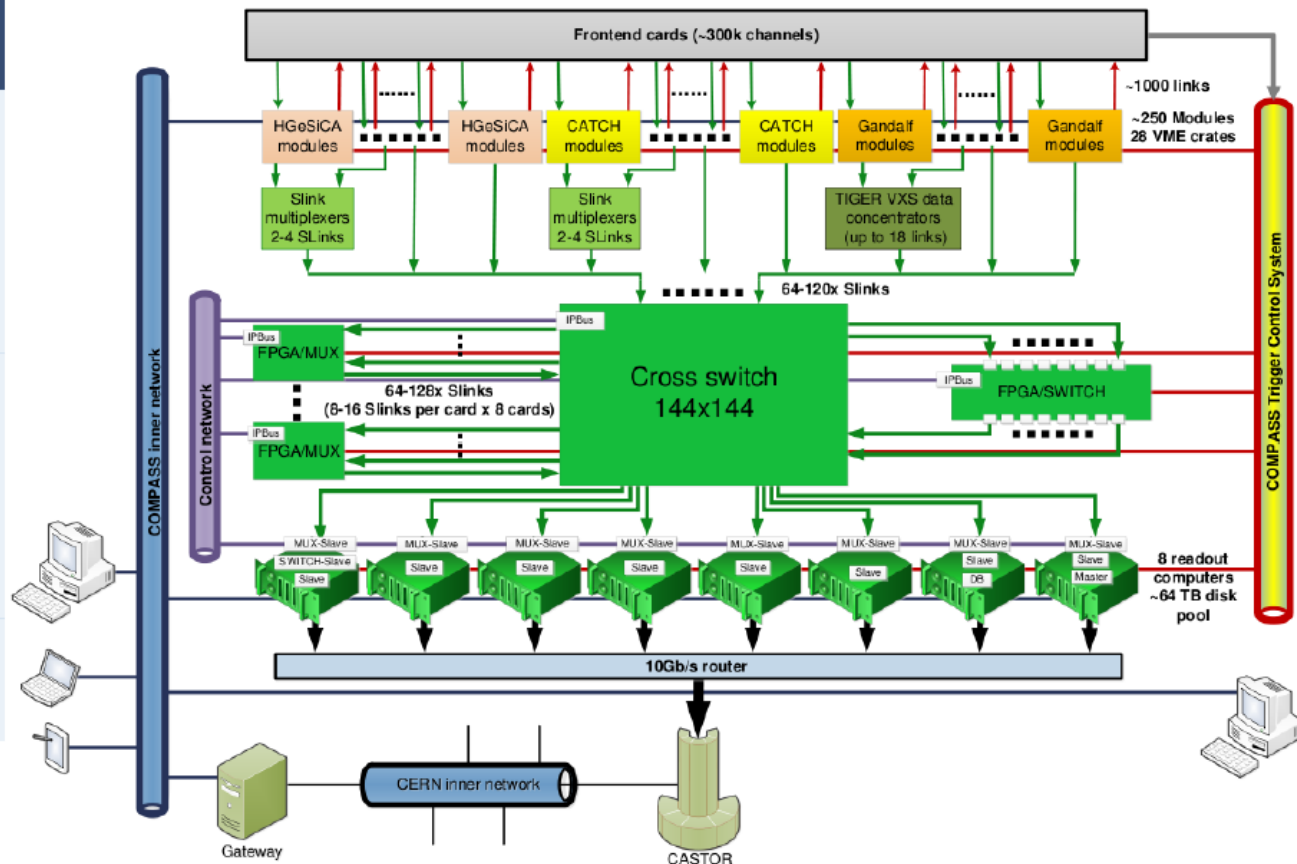 Frontend cards (~300k channels)
~1000 links
~250 Modules
28 VME crates
HGeSiCA
modules
HGeSiCA
modules
CATCH
modules
CATCH
modules
Gandalf
modules
Gandalf
modules
Slink
multiplexers
2-4 SLinks
Slink
multiplexers
2-4 SLinks
TIGER VXS data
concentrators
(up to 18 links)
64-120x Slinks
COMPASS inner network
Control network
COMPASS Trigger Control System
IPBus
FPGA/MUX
64-128x Slinks
(8-16 Slinks per card x 8 cards)
IPBus
FPGA/MUX
IPBus
Cross switch
144x144
IPBus
FPGA/SWITCH
MUX-Slave
SWITCH-Slave
Slave
MUX-Slave
Slave
MUX-Slave
Slave
MUX-Slave
Slave
MUX-Slave
Slave
MUX-Slave
Slave
MUX-Slave
Slave
DB
MUX-Slave
Slave
Master
8 readout
computers
~64 TB disk
pool
10Gb/s router
CERN inner network
Gateway
CASTOR